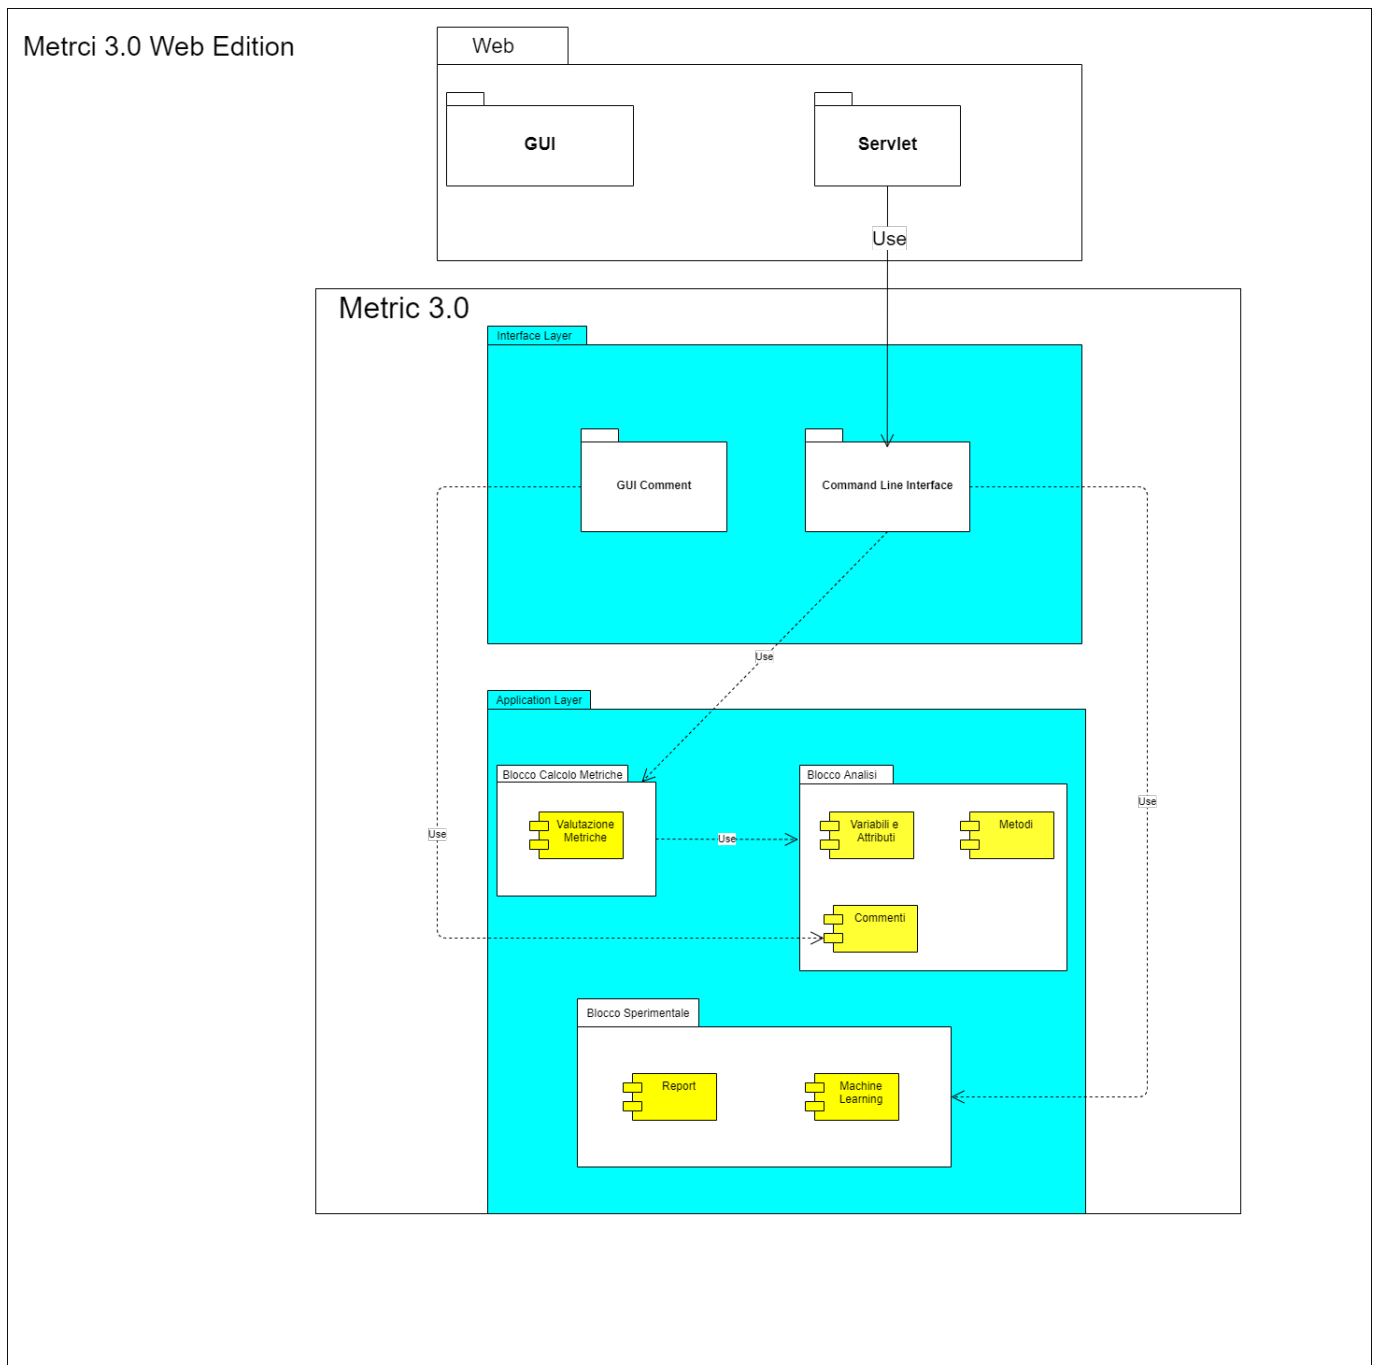 Metrci 3.0 Web Edition
Web
GUI
Servlet
Use
Metric 3.0
Interface Layer
GUI Comment
Command Line Interface
Use
Application Layer
Blocco Calcolo Metriche
Blocco Analisi
Use
Valutazione
Metriche
Use
Variabili e
Attributi
Metodi
Use
Commenti
Blocco Sperimentale
Report
Machine
Learning